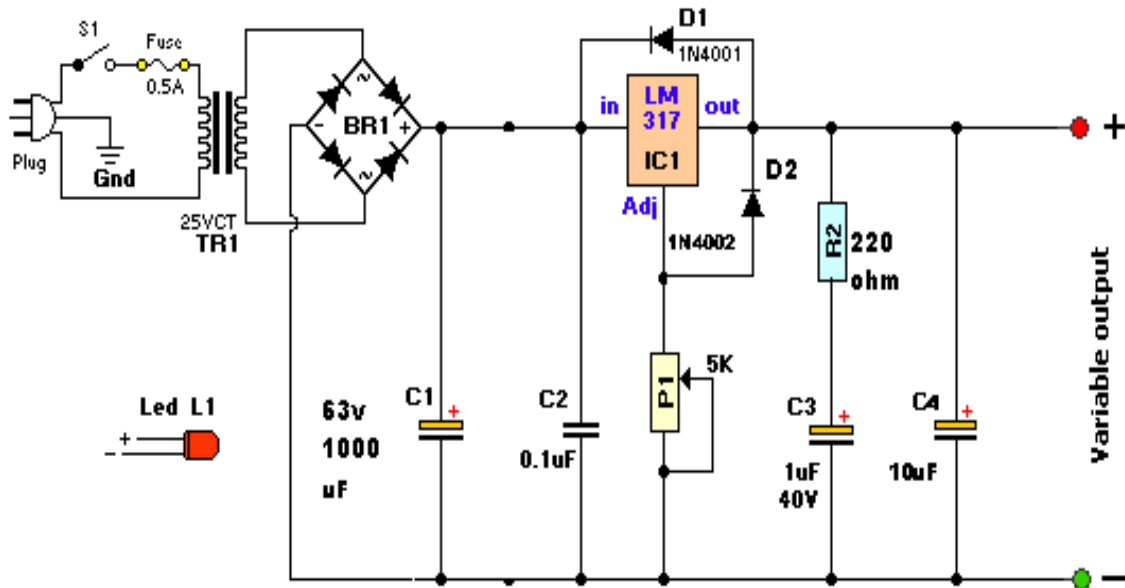 S1
Fuse
0.5A
Plug
Gnd
25VCT
TR1
~
BR1
-
+
~
D1
1N4001
in
LM
317
out
IC1
Adj
D2
1N4002
R2
220
ohm
+
Variable output
-
Led L1
+
-
63v
1000
uF
C1
+
C2
0.1uF
P1
5K
C3
+
1uF
40V
C4
+
10uF